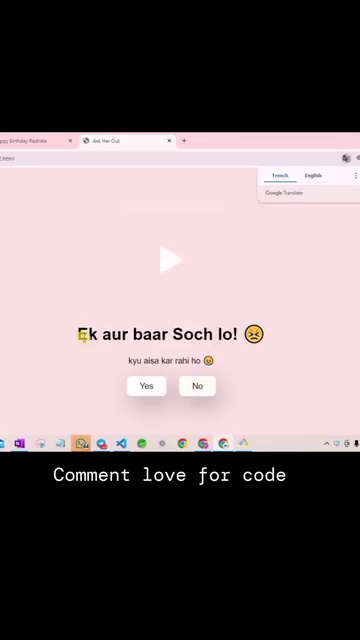 ppy Birthday Radhika
Ask Her Out
2.html
French English
Google Translate
Ek aur baar Soch lo! 😣
kyu aisa kar rahi ho 😖
Yes No
Comment love for code